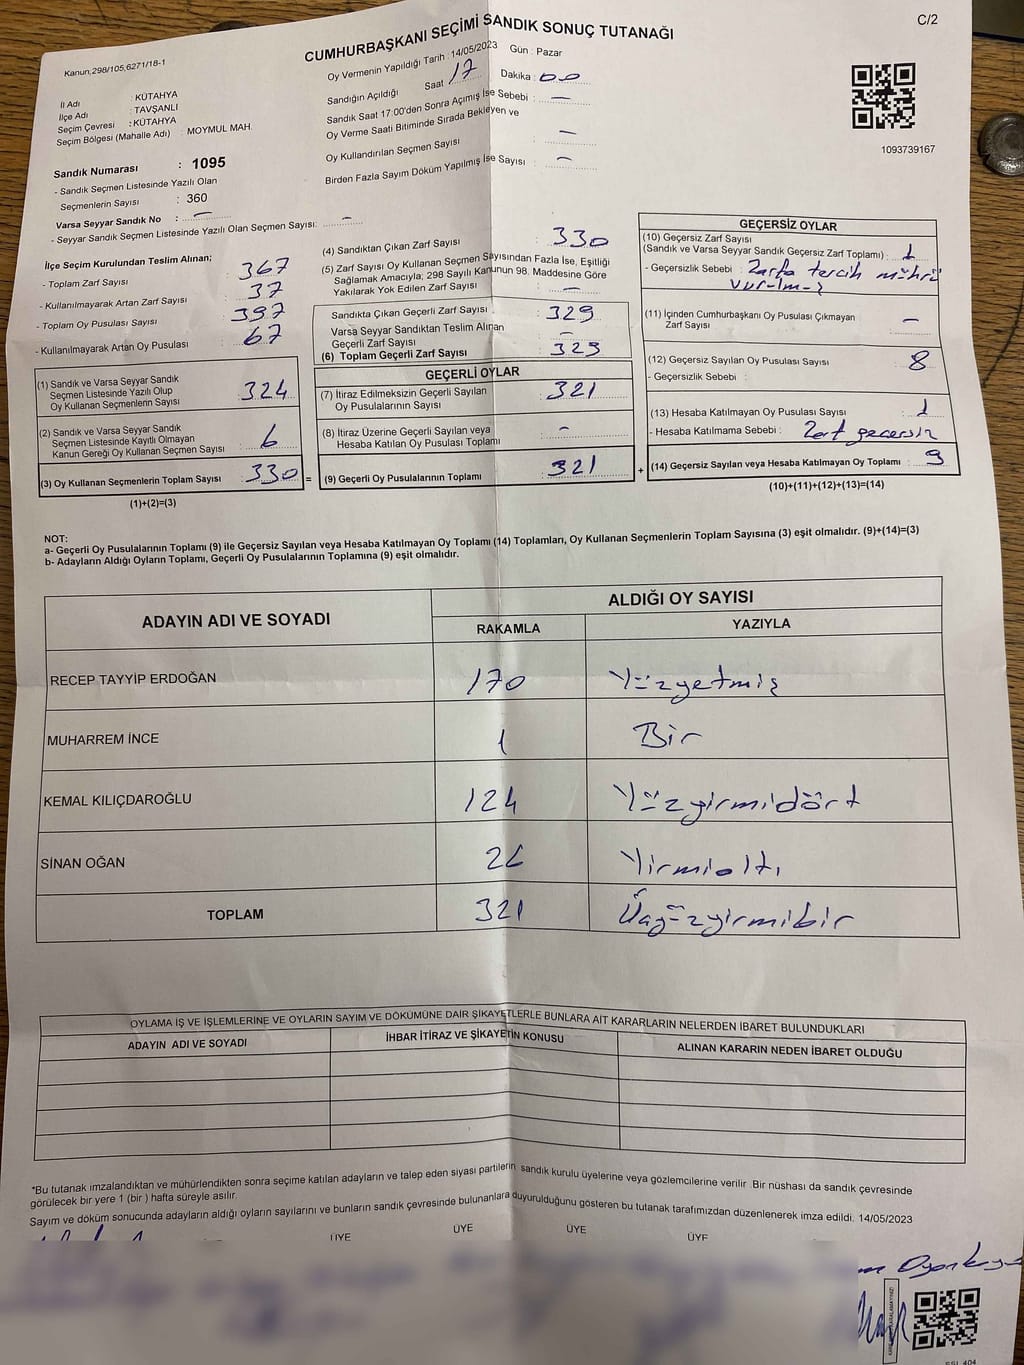 C/2
CUMHURBAŞKANI SEÇİMİ SANDIK SONUÇ TUTANAĞI
Kanun;298/105,6271/18-1
Oy Vermenin Yapıldığı Tarih : 14/05/2023 Gün : Pazar
Sandığın Açıldığı Saat 17 Dakika : 00
Sandık Saat 17:00'den Sonra Açımış İse Sebebi : —
Oy Verme Saati Bitiminde Sırada Bekleyen ve
Oy Kullandırılan Seçmen Sayısı : —
Birden Fazla Sayım Döküm Yapılmış İse Sayısı : —
İl Adı : KÜTAHYA
İlçe Adı : TAVŞANLI
Seçim Çevresi : KÜTAHYA
Seçim Bölgesi (Mahalle Adı) : MOYMUL MAH.
1093739167
Sandık Numarası : 1095
- Sandık Seçmen Listesinde Yazılı Olan
Seçmenlerin Sayısı : 360
Varsa Seyyar Sandık No : —
- Seyyar Sandık Seçmen Listesinde Yazılı Olan Seçmen Sayısı: —
İlçe Seçim Kurulundan Teslim Alınan;
- Toplam Zarf Sayısı : 367
- Kullanılmayarak Artan Zarf Sayısı : 37
- Toplam Oy Pusulası Sayısı : 397
- Kullanılmayarak Artan Oy Pusulası : 67
(1) Sandık ve Varsa Seyyar Sandık
Seçmen Listesinde Yazılı Olup
Oy Kullanan Seçmenlerin Sayısı : 324
(2) Sandık ve Varsa Seyyar Sandık
Seçmen Listesinde Kayıtlı Olmayan
Kanun Gereği Oy Kullanan Seçmen Sayısı : 6
(3) Oy Kullanan Seçmenlerin Toplam Sayısı : 330 =
(1)+(2)=(3)
(4) Sandıktan Çıkan Zarf Sayısı : 330
(5) Zarf Sayısı Oy Kullanan Seçmen Sayısından Fazla İse, Eşitliği
Sağlamak Amacıyla; 298 Sayılı Kanunun 98. Maddesine Göre
Yakılarak Yok Edilen Zarf Sayısı : —
Sandıkta Çıkan Geçerli Zarf Sayısı : 329
Varsa Seyyar Sandıktan Teslim Alınan
Geçerli Zarf Sayısı : —
(6) Toplam Geçerli Zarf Sayısı : 329
GEÇERLİ OYLAR
(7) İtiraz Edilmeksizin Geçerli Sayılan
Oy Pusulalarının Sayısı : 321
(8) İtiraz Üzerine Geçerli Sayılan veya
Hesaba Katılan Oy Pusulası Toplamı : —
(9) Geçerli Oy Pusulalarının Toplamı : 321 +
GEÇERSİZ OYLAR
(10) Geçersiz Zarf Sayısı
(Sandık ve Varsa Seyyar Sandık Geçersiz Zarf Toplamı) : 1
- Geçersizlik Sebebi : Zarfa tercih mührü
vurulmuş
(11) İçinden Cumhurbaşkanı Oy Pusulası Çıkmayan
Zarf Sayısı : —
(12) Geçersiz Sayılan Oy Pusulası Sayısı : 8
- Geçersizlik Sebebi :
(13) Hesaba Katılmayan Oy Pusulası Sayısı : 1
- Hesaba Katılmama Sebebi : Zarf geçersiz
(14) Geçersiz Sayılan veya Hesaba Katılmayan Oy Toplamı : 9
(10)+(11)+(12)+(13)=(14)
NOT:
a- Geçerli Oy Pusulalarının Toplamı (9) ile Geçersiz Sayılan veya Hesaba Katılmayan Oy Toplamı (14) Toplamları, Oy Kullanan Seçmenlerin Toplam Sayısına (3) eşit olmalıdır. (9)+(14)=(3)
b- Adayların Aldığı Oyların Toplamı, Geçerli Oy Pusulalarının Toplamına (9) eşit olmalıdır.
ADAYIN ADI VE SOYADI ALDIĞI OY SAYISI
RAKAMLA YAZIYLA
RECEP TAYYİP ERDOĞAN 170 Yüzyetmiş
MUHARREM İNCE 1 Bir
KEMAL KILIÇDAROĞLU 124 Yüzyirmidört
SİNAN OĞAN 26 Yirmialtı
TOPLAM 321 Üçyüzyirmibir
OYLAMA İŞ VE İŞLEMLERİNE VE OYLARIN SAYIM VE DÖKÜMÜNE DAİR ŞİKAYETLERLE BUNLARA AİT KARARLARIN NELERDEN İBARET BULUNDUKLARI
ADAYIN ADI VE SOYADI İHBAR İTİRAZ VE ŞİKAYETİN KONUSU ALINAN KARARIN NEDEN İBARET OLDUĞU
*Bu tutanak imzalandıktan ve mühürlendikten sonra seçime katılan adayların ve talep eden siyasi partilerin sandık kurulu üyelerine veya gözlemcilerine verilir. Bir nüshası da sandık çevresinde
görülecek bir yere 1 (bir ) hafta süreyle asılır.
Sayım ve döküm sonucunda adayların aldığı oyların sayılarını ve bunların sandık çevresinde bulunanlara duyurulduğunu gösteren bu tutanak tarafımızdan düzenlenerek imza edildi. 14/05/2023
ÜYE ÜYE ÜYE ÜYE